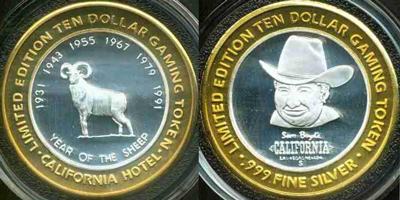 LIMITED EDITION TEN DOLLAR GAMING TOKEN
1931 1943 1955 1967 1979 1991
YEAR OF THE SHEEP
• CALIFORNIA HOTEL •
LIMITED EDITION TEN DOLLAR GAMING TOKEN
Sam Boyd's
CALIFORNIA
LAS VEGAS, NEVADA
S
• .999 FINE SILVER •